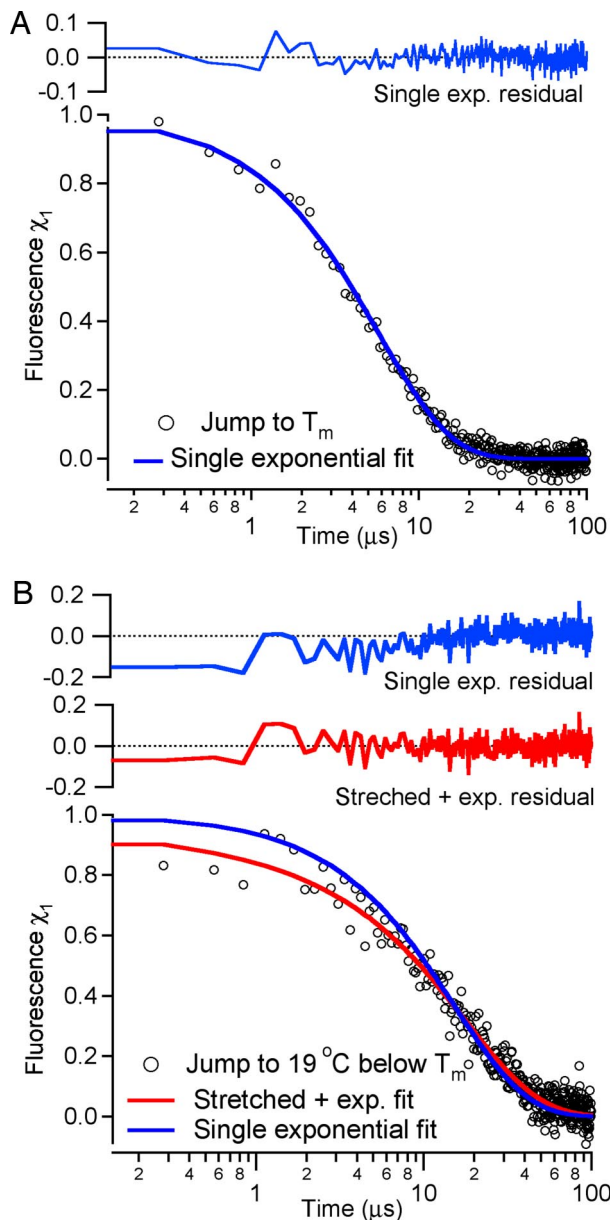 A
0.1
0.0
-0.1
Single exp. residual
1.0
0.8
0.6
0.4
0.2
0.0
Fluorescence χ1
Jump to Tm
Single exponential fit
6 8 1 2 4 6 8 10 2 4 6 8 100
Time (μs)
B
0.2
0.0
-0.2
Single exp. residual
0.2
0.0
-0.2
Streched + exp. residual
1.0
0.8
0.6
0.4
0.2
0.0
Fluorescence χ1
Jump to 19 °C below Tm
Stretched + exp. fit
Single exponential fit
2 4 6 8 1 2 4 6 8 10 2 4 6 8 100
Time (μs)